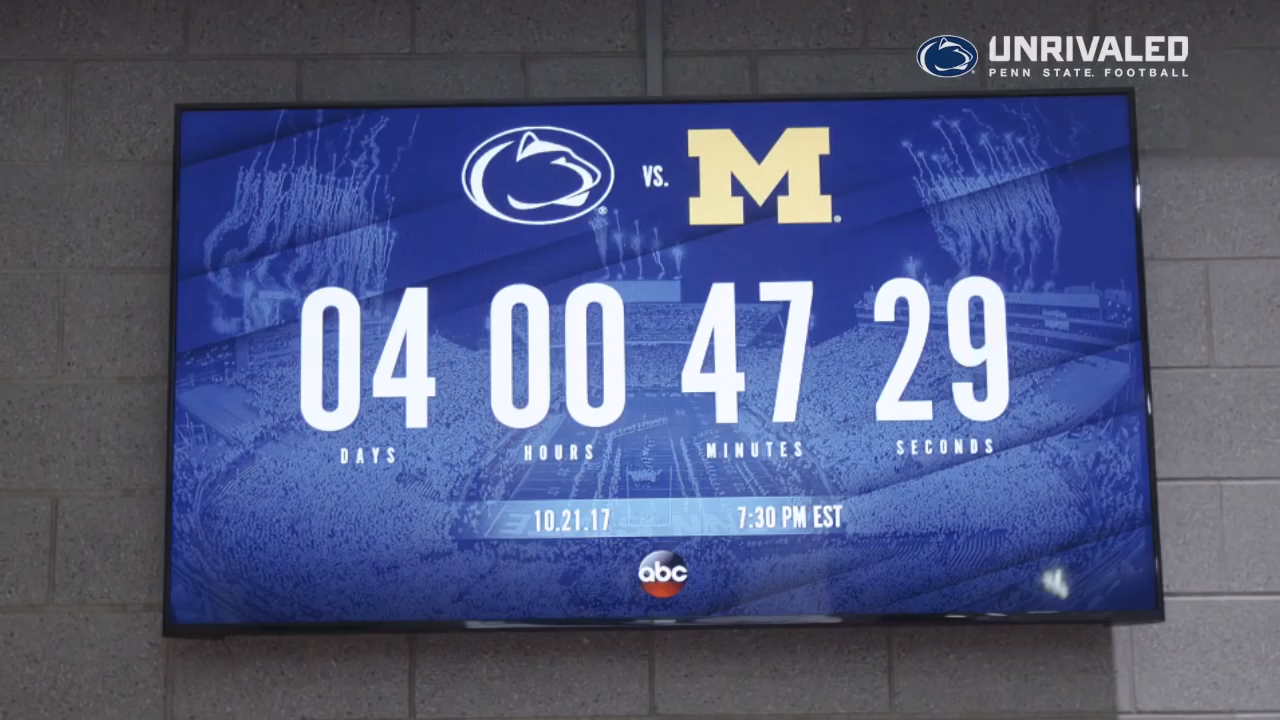 UNRIVALED
PENN STATE. FOOTBALL
VS. M
04 00 47 29
DAYS HOURS MINUTES SECONDS
10.21.17 7:30 PM EST
abc